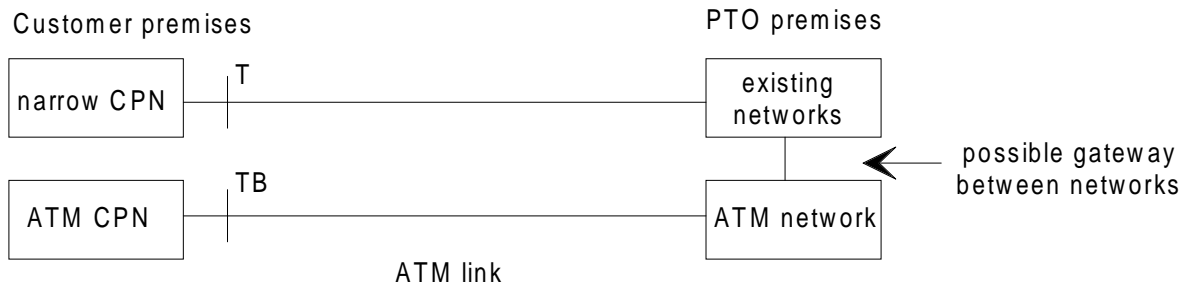 Customer premises
PTO premises
T
narrow CPN
existing
networks
possible gateway
between networks
TB
ATM CPN
ATM network
ATM link